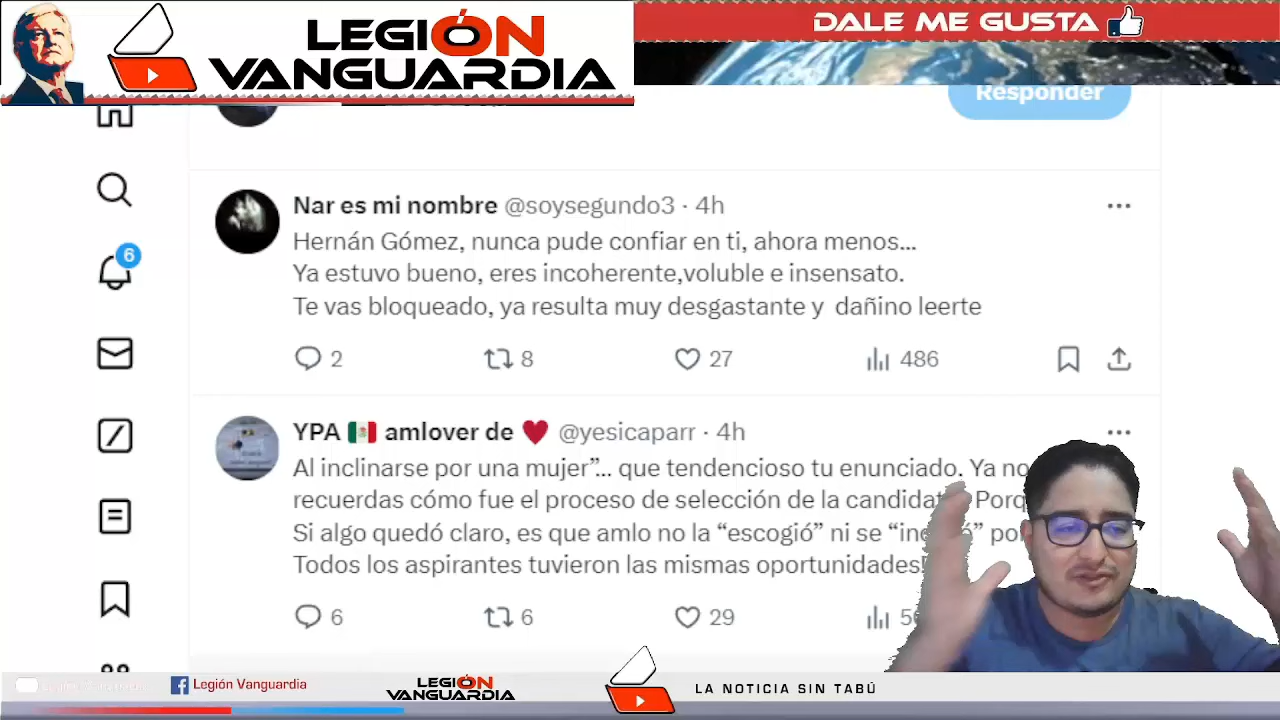 LEGIÓN
VANGUARDIA
DALE ME GUSTA
Responder
Nar es mi nombre @soysegundo3 · 4h
Hernán Gómez, nunca pude confiar en ti, ahora menos...
Ya estuvo bueno, eres incoherente,voluble e insensato.
Te vas bloqueado, ya resulta muy desgastante y dañino leerte
6
2 8 27 486
YPA amlover de @yesicaparr · 4h
Al inclinarse por una mujer”... que tendencioso tu enunciado. Ya no
recuerdas cómo fue el proceso de selección de la
Si algo quedó claro, es que amlo no la “escogió” ni se
Todos los aspirantes tuvieron las mismas oportunidades!
6 6 29
Legión Vanguardia
LEGIÓN
VANGUARDIA
LA NOTICIA SIN TABÚ